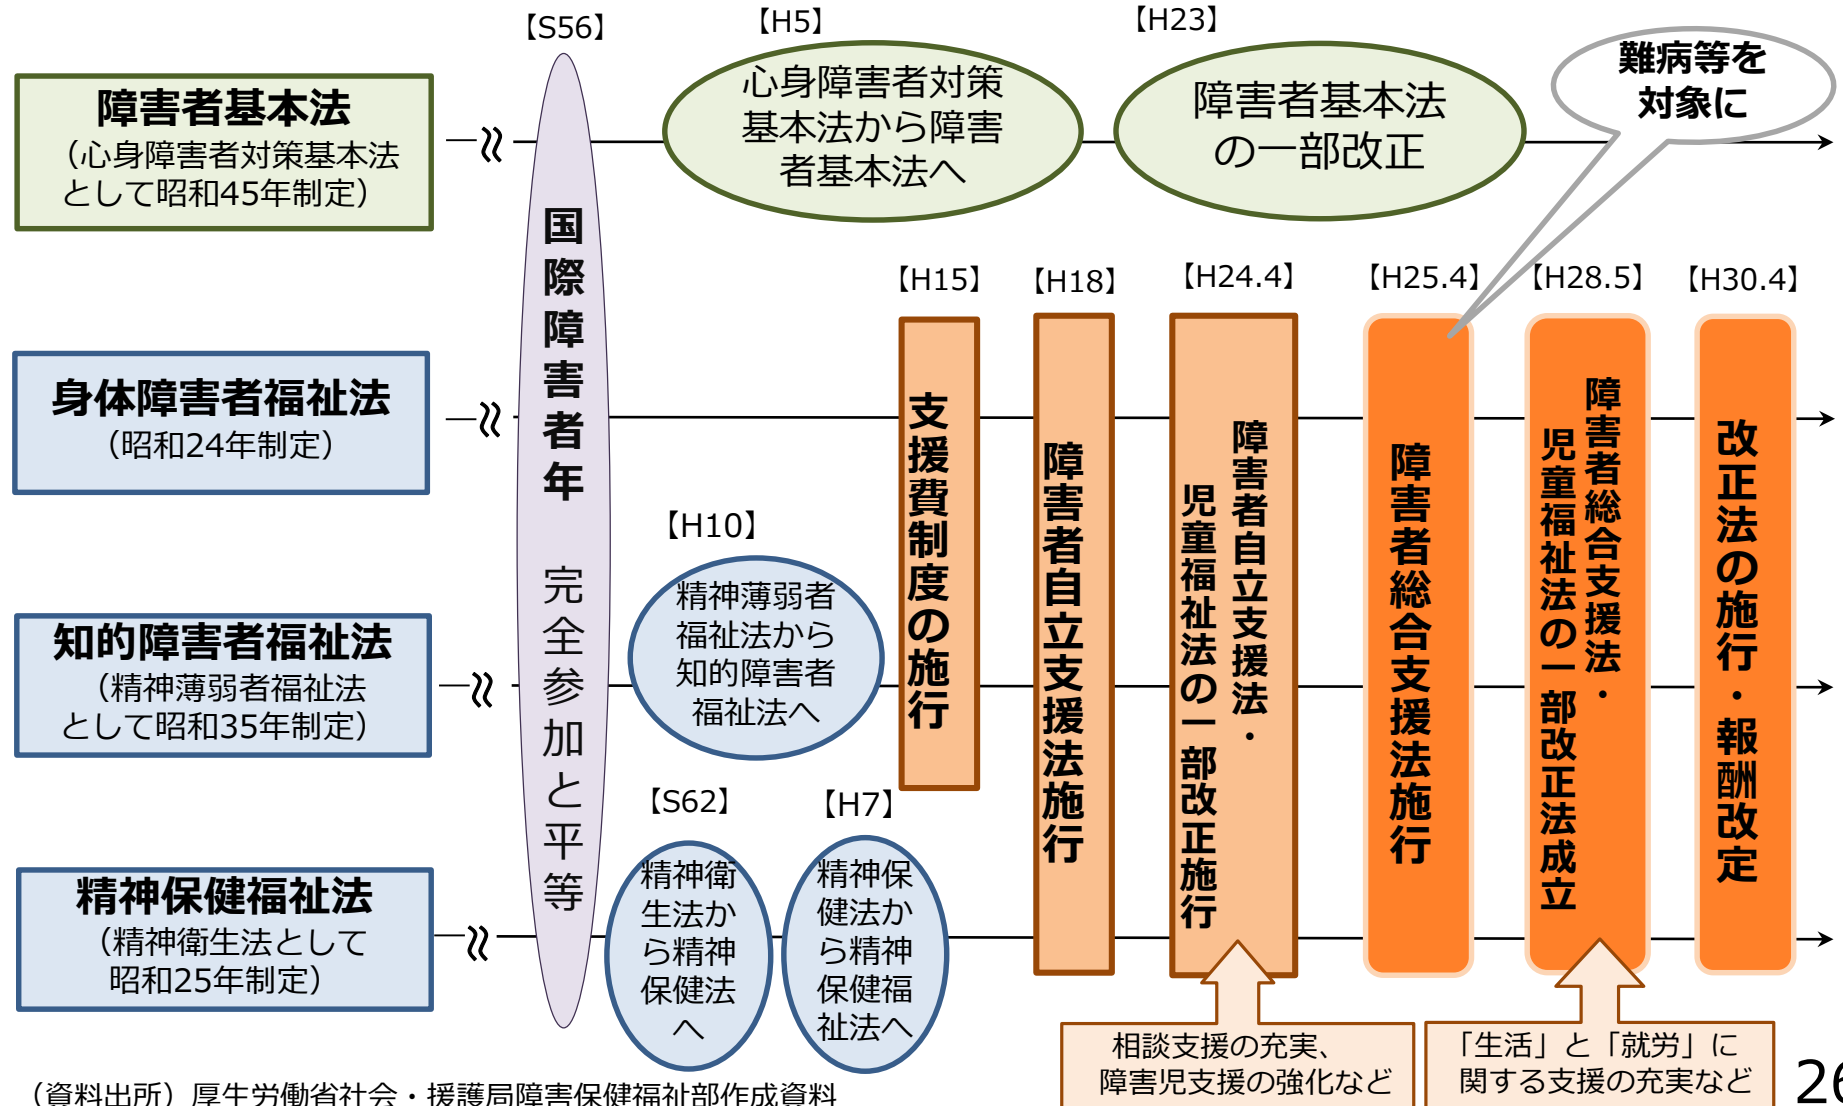 【S56】
【H5】
【H23】
難病等を
対象に
障害者基本法
（心身障害者対策基本法
として昭和45年制定）
心身障害者対策
基本法から障害
者基本法へ
障害者基本法
の一部改正
国際障害者年　完全参加と平等
【H15】
【H18】
【H24.4】
【H25.4】
【H28.5】
【H30.4】
身体障害者福祉法
（昭和24年制定）
支援費制度の施行
障害者自立支援法施行
障害者自立支援法・
児童福祉法の一部改正施行
障害者総合支援法施行
障害者総合支援法・
児童福祉法の一部改正法成立
改正法の施行・報酬改定
【H10】
精神薄弱者
福祉法から
知的障害者
福祉法へ
知的障害者福祉法
（精神薄弱者福祉法
として昭和35年制定）
【S62】
【H7】
精神衛
生法か
ら精神
保健法
へ
精神保
健法か
ら精神
保健福
祉法へ
精神保健福祉法
（精神衛生法として
昭和25年制定）
相談支援の充実、
障害児支援の強化など
「生活」と「就労」に
関する支援の充実など
（資料出所）厚生労働省社会・援護局障害保健福祉部作成資料
26